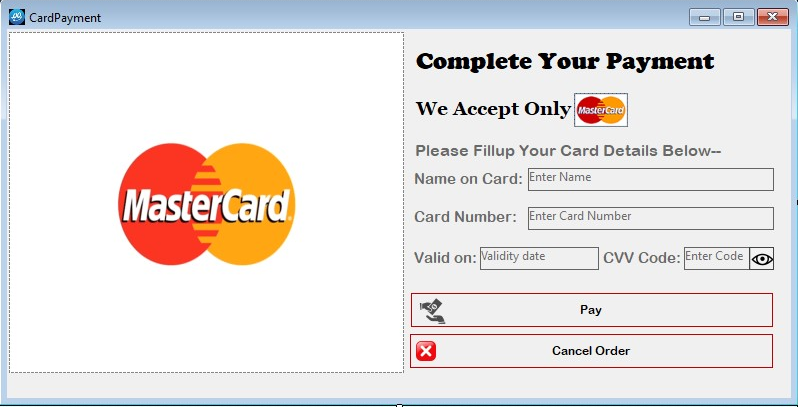 CardPayment
MasterCard
Complete Your Payment
We Accept Only MasterCard
Please Fillup Your Card Details Below--
Name on Card: Enter Name
Card Number: Enter Card Number
Valid on: Validity date CVV Code: Enter Code
Pay
Cancel Order